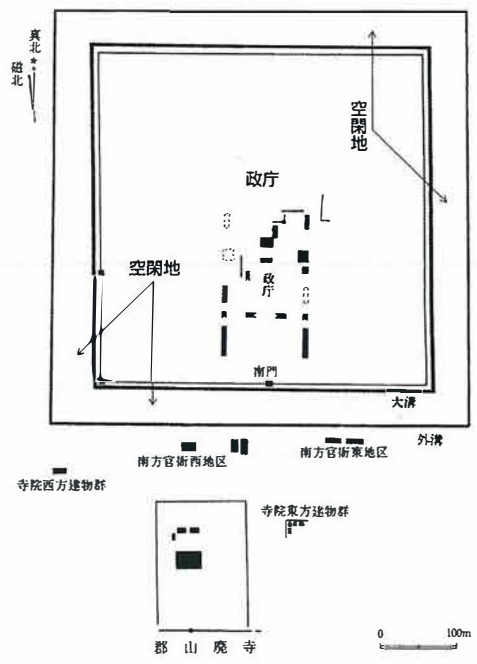 真北
磁北
空閑地
政庁
空閑地
政庁
南門
大溝
外溝
南方官衙西地区
南方官衙東地区
寺院西方建物群
寺院東方建物群
郡山廃寺
0 100m